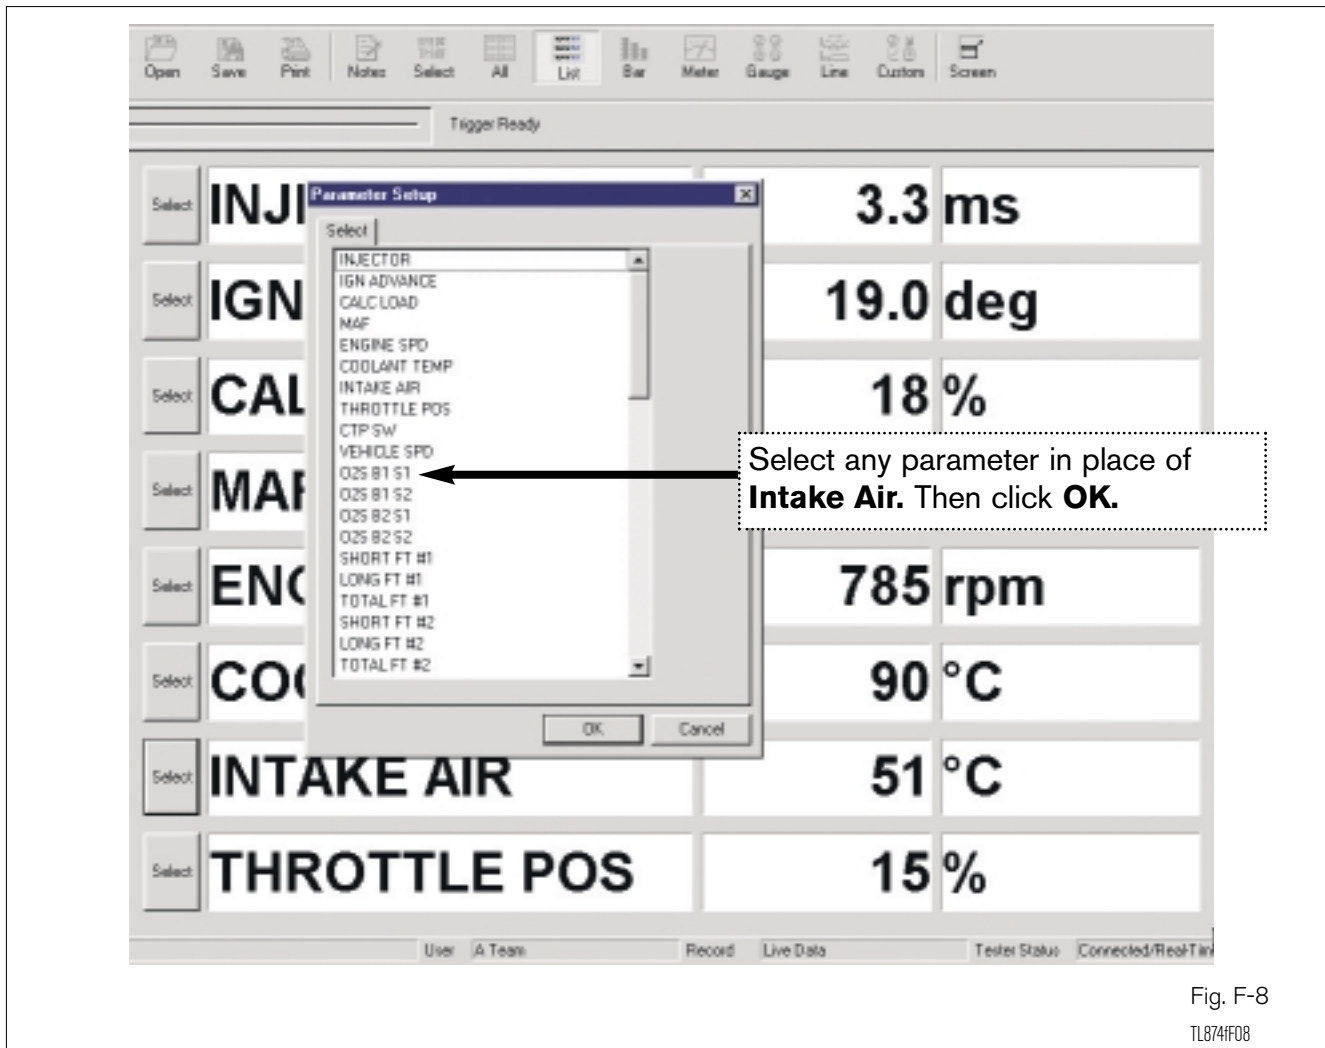 Open Save Print Notes Select All List Bar Meter Gauge Line Custom Screen
Trigger Ready
Select INJI 3.3 ms
Parameter Setup
Select
INJECTOR
IGN ADVANCE
CALC LOAD
MAF
ENGINE SPD
COOLANT TEMP
INTAKE AIR
THROTTLE POS
CTP SW
VEHICLE SPD
O2S B1 S1
O2S B1 S2
O2S B2 S1
O2S B2 S2
SHORT FT #1
LONG FT #1
TOTAL FT #1
SHORT FT #2
LONG FT #2
TOTAL FT #2
OK Cancel
Select IGN 19.0 deg
Select CAL 18 %
Select any parameter in place of
Intake Air. Then click OK.
Select MAF
Select ENG 785 rpm
Select COO 90 °C
Select INTAKE AIR 51 °C
Select THROTTLE POS 15 %
User A Team Record Live Data Tester Status Connected/Real-Tim
Fig. F-8
TL874fF08